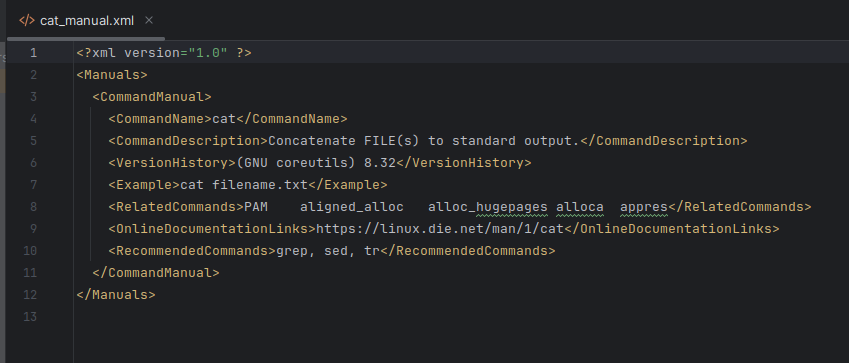 cat_manual.xml
1 <?xml version="1.0" ?>
2 <Manuals>
3 <CommandManual>
4 <CommandName>cat</CommandName>
5 <CommandDescription>Concatenate FILE(s) to standard output.</CommandDescription>
6 <VersionHistory>(GNU coreutils) 8.32</VersionHistory>
7 <Example>cat filename.txt</Example>
8 <RelatedCommands>PAM    aligned_alloc   alloc_hugepages alloca  appres</RelatedCommands>
9 <OnlineDocumentationLinks>https://linux.die.net/man/1/cat</OnlineDocumentationLinks>
10 <RecommendedCommands>grep, sed, tr</RecommendedCommands>
11 </CommandManual>
12 </Manuals>
13